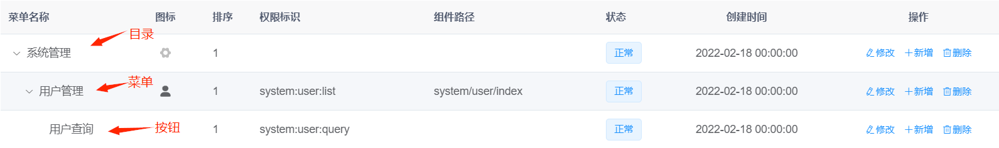 菜单名称 图标 排序 权限标识 组件路径 状态 创建时间 操作
目录
系统管理 1 正常 2022-02-18 00:00:00 修改 新增 删除
菜单
用户管理 1 system:user:list system/user/index 正常 2022-02-18 00:00:00 修改 新增 删除
按钮
用户查询 1 system:user:query 正常 2022-02-18 00:00:00 修改 新增 删除